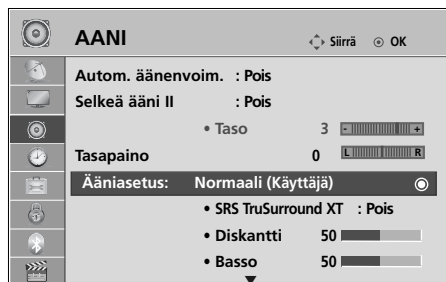 AANI Siirrä OK
Autom. äänenvoim. : Pois
Selkeä ääni II : Pois
• Taso 3 - +
Tasapaino 0 L R
Ääniasetus: Normaali (Käyttäjä)
• SRS TruSurround XT : Pois
• Diskantti 50
• Basso 50